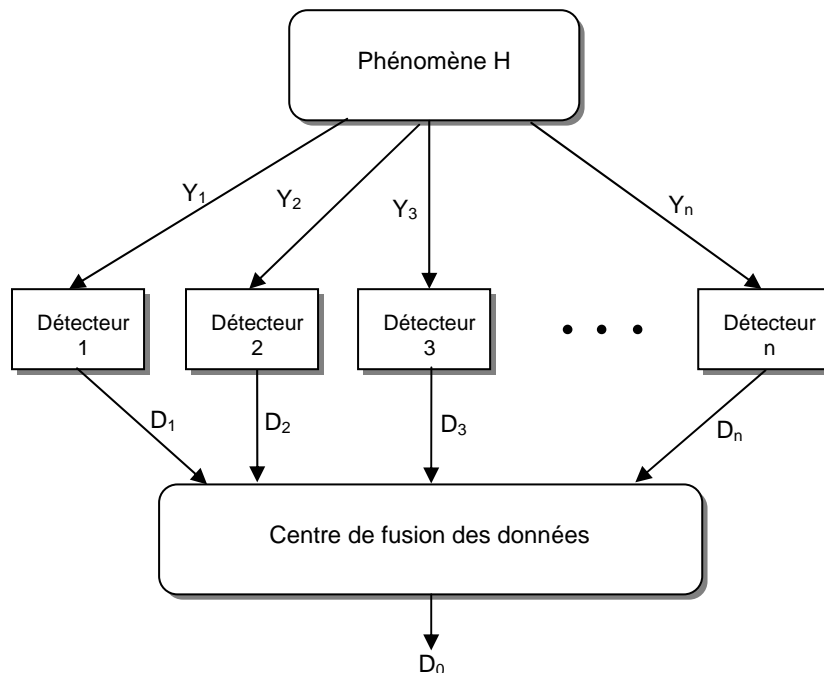 Phénomène H
Y₁
Y₂
Y₃
Yₙ
Détecteur
1
Détecteur
2
Détecteur
3
• • •
Détecteur
n
D₁
D₂
D₃
Dₙ
Centre de fusion des données
D₀